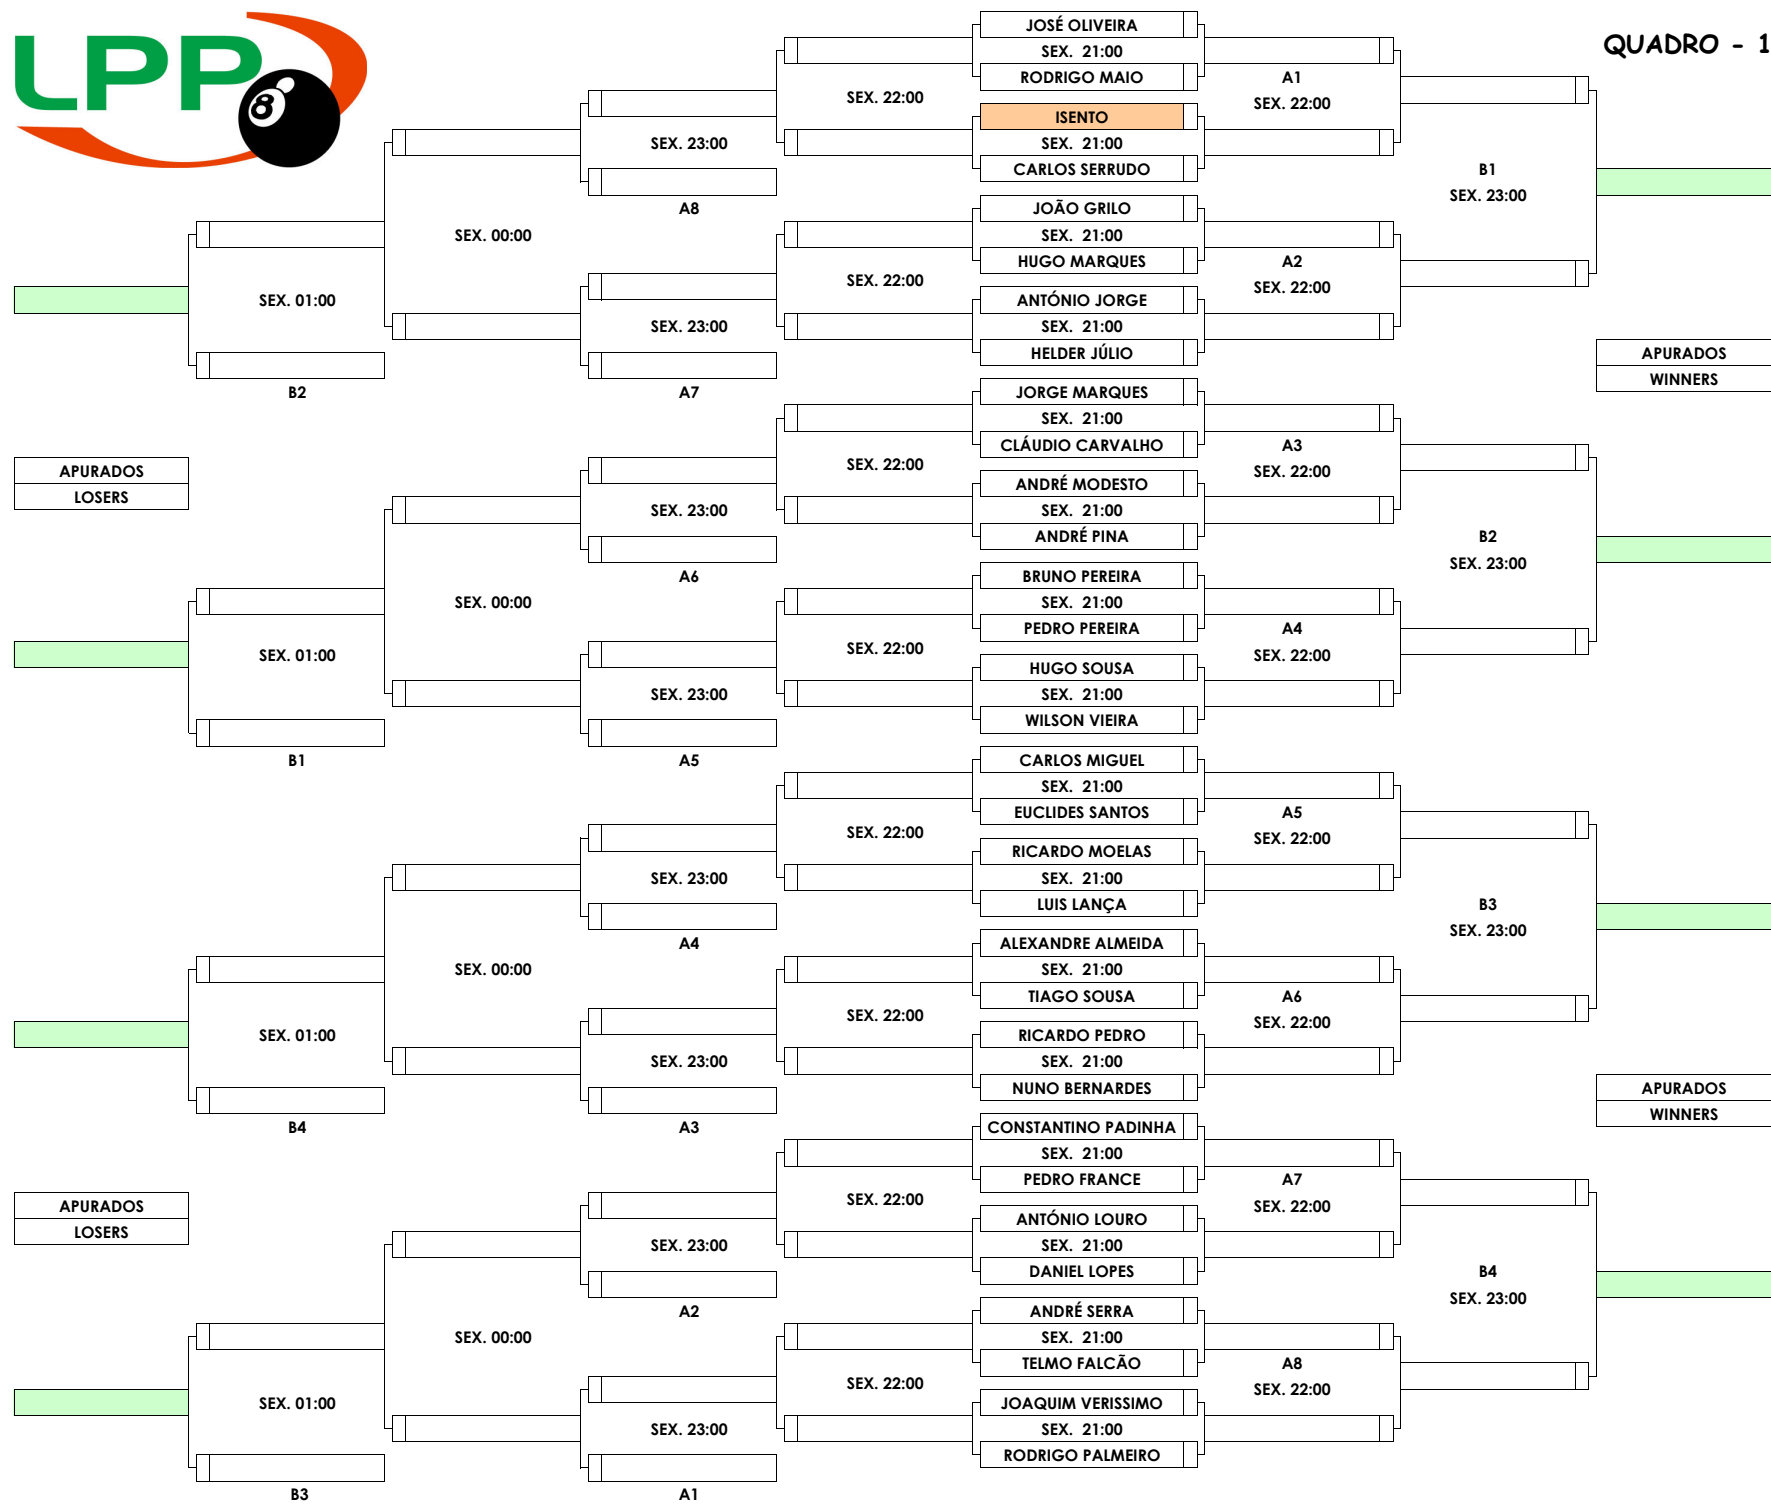 LPP
8
QUADRO - 1
JOSÉ OLIVEIRA
SEX. 21:00
RODRIGO MAIO
A1
SEX. 22:00
SEX. 22:00
ISENTO
SEX. 21:00
CARLOS SERRUDO
SEX. 23:00
B1
SEX. 23:00
A8
JOÃO GRILO
SEX. 21:00
HUGO MARQUES
SEX. 00:00
A2
SEX. 22:00
SEX. 22:00
ANTÓNIO JORGE
SEX. 21:00
HELDER JÚLIO
SEX. 01:00
SEX. 23:00
APURADOS
WINNERS
B2
A7
JORGE MARQUES
SEX. 21:00
CLÁUDIO CARVALHO
A3
SEX. 22:00
SEX. 22:00
APURADOS
LOSERS
ANDRÉ MODESTO
SEX. 21:00
ANDRÉ PINA
SEX. 23:00
B2
SEX. 23:00
A6
BRUNO PEREIRA
SEX. 21:00
PEDRO PEREIRA
SEX. 00:00
A4
SEX. 22:00
SEX. 22:00
SEX. 01:00
HUGO SOUSA
SEX. 21:00
WILSON VIEIRA
SEX. 23:00
B1
A5
CARLOS MIGUEL
SEX. 21:00
EUCLIDES SANTOS
A5
SEX. 22:00
SEX. 22:00
RICARDO MOELAS
SEX. 21:00
LUIS LANÇA
SEX. 23:00
B3
SEX. 23:00
A4
ALEXANDRE ALMEIDA
SEX. 21:00
TIAGO SOUSA
SEX. 00:00
A6
SEX. 22:00
SEX. 22:00
SEX. 01:00
RICARDO PEDRO
SEX. 21:00
NUNO BERNARDES
SEX. 23:00
APURADOS
WINNERS
B4
A3
CONSTANTINO PADINHA
SEX. 21:00
PEDRO FRANCE
A7
SEX. 22:00
SEX. 22:00
APURADOS
LOSERS
ANTÓNIO LOURO
SEX. 21:00
DANIEL LOPES
SEX. 23:00
B4
SEX. 23:00
A2
ANDRÉ SERRA
SEX. 21:00
TELMO FALCÃO
SEX. 00:00
A8
SEX. 22:00
SEX. 22:00
SEX. 01:00
JOAQUIM VERISSIMO
SEX. 21:00
RODRIGO PALMEIRO
SEX. 23:00
B3
A1